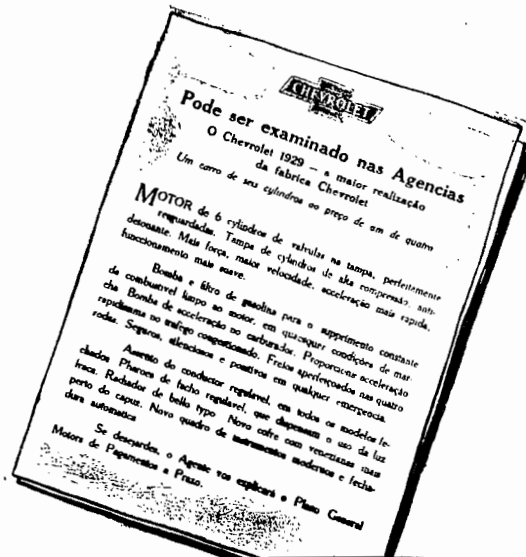 CHEVROLET
Pode ser examinado nas Agencias
O Chevrolet 1929 — a maior realização
da fabrica Chevrolet
Um carro de seis cylindros ao preço de um de quatro
MOTOR de 6 cylindros de valvulas na tampa, perfeitamente
resguardadas. Tampa de cylindros de alta compressão, anti-
detonante. Mais força, maior velocidade, acceleração mais rapida,
funccionamento mais suave.
Bomba e filtro de gasolina para o supprimento constante
de combustivel limpo ao motor, em quaesquer condições de mar-
cha. Bomba de acceleração no carburador. Proporciona acceleração
rapidissima no trafego congestionado. Freios aperfeiçoados nas quatro
rodas. Seguros, silenciosos e positivos em qualquer emergencia.
Assento do conductor regulavel, em todos os modelos fe-
chados. Pharoes de facho regulavel, que dispensam o uso da luz
fraca. Radiador de bello typo. Novo cofre com venezianas mais
perto do capuz. Novo quadro de instrumentos modernos e fecha-
dura automatica.
Se desejardes, o Agente vos explicará o Plano General
Motors de Pagamentos a Prazo.